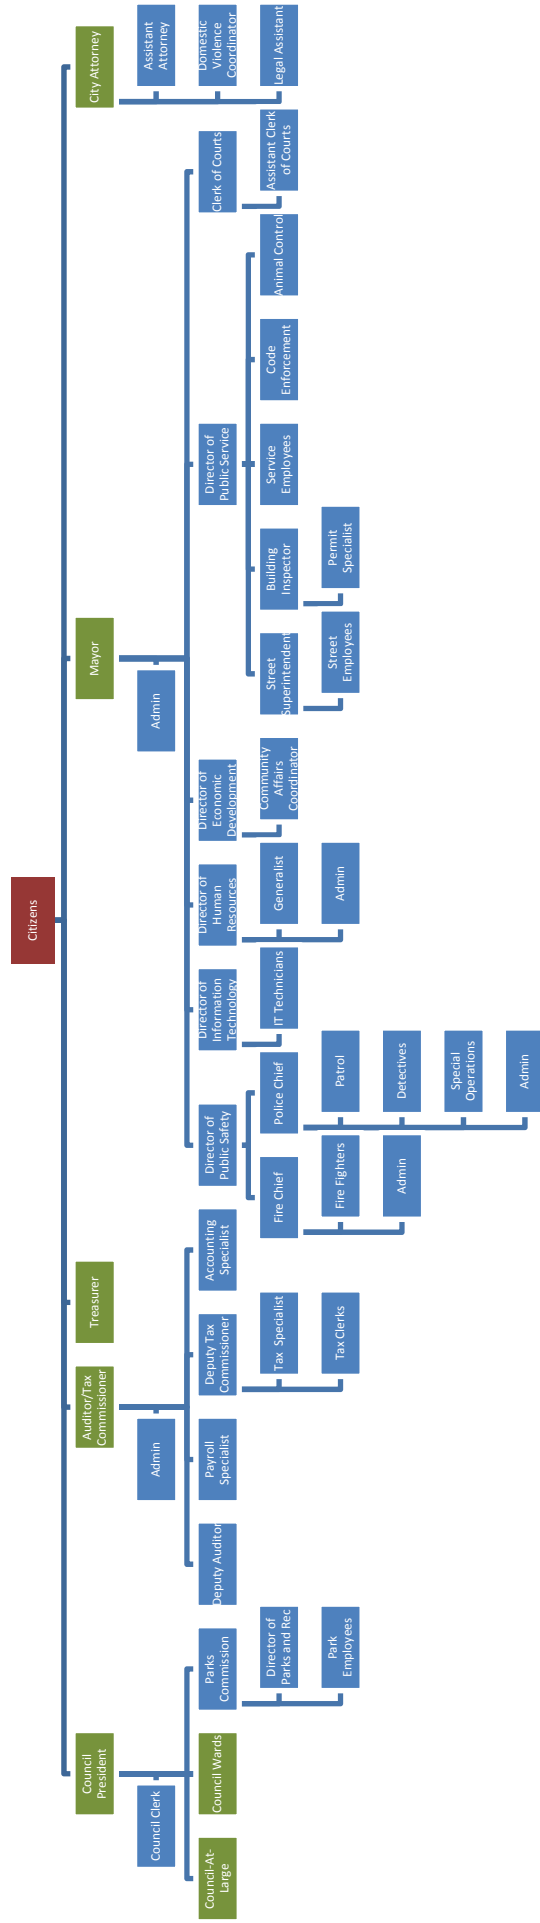 Citizens
Council
President
Auditor/Tax
Commissioner
Treasurer
Mayor
City Attorney
Council Clerk
Admin
Admin
Assistant
Attorney
Domestic
Violence
Coordinator
Legal Assistant
Council-At-
Large
Council Wards
Parks
Commission
Director of
Parks and Rec
Park
Employees
Deputy Auditor
Payroll
Specialist
Deputy Tax
Commissioner
Tax Specialist
Tax Clerks
Accounting
Specialist
Director of
Public Safety
Fire Chief
Fire Fighters
Admin
Police Chief
Patrol
Detectives
Special
Operations
Admin
Director of
Information
Technology
IT Technicians
Director of
Human
Resources
Generalist
Admin
Director of
Economic
Development
Community
Affairs
Coordinator
Director of
Public Service
Street
Superintendent
Street
Employees
Building
Inspector
Permit
Specialist
Service
Employees
Code
Enforcement
Animal Control
Clerk of Courts
Assistant Clerk
of Courts